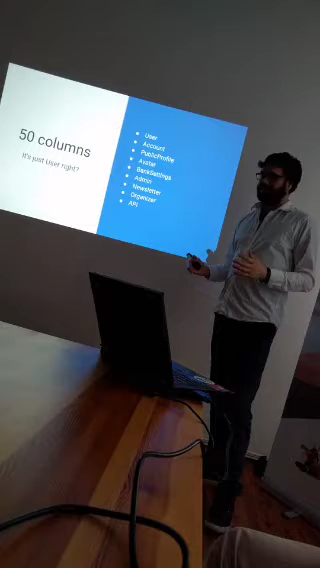 50 columns
It's just User right?
User
Account
PublicProfile
Avatar
BankSettings
Admin
Newsletter
Organizer
API